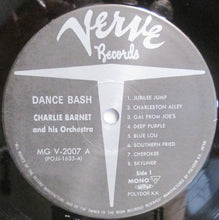 Verve
Records
DANCE BASH
CHARLIE BARNET
and his Orchestra
MG V-2007 A
(POJJ-1633-A)
1. JUBILEE JUMP
2. CHARLESTON ALLEY
3. GAL FROM JOE'S
4. DEEP PURPLE
5. BLUE LOU
6. SOUTHERN FRIED
7. CHEROKEE
8. SKYLINER
Side 1
MONO
POLYDOR K.K.